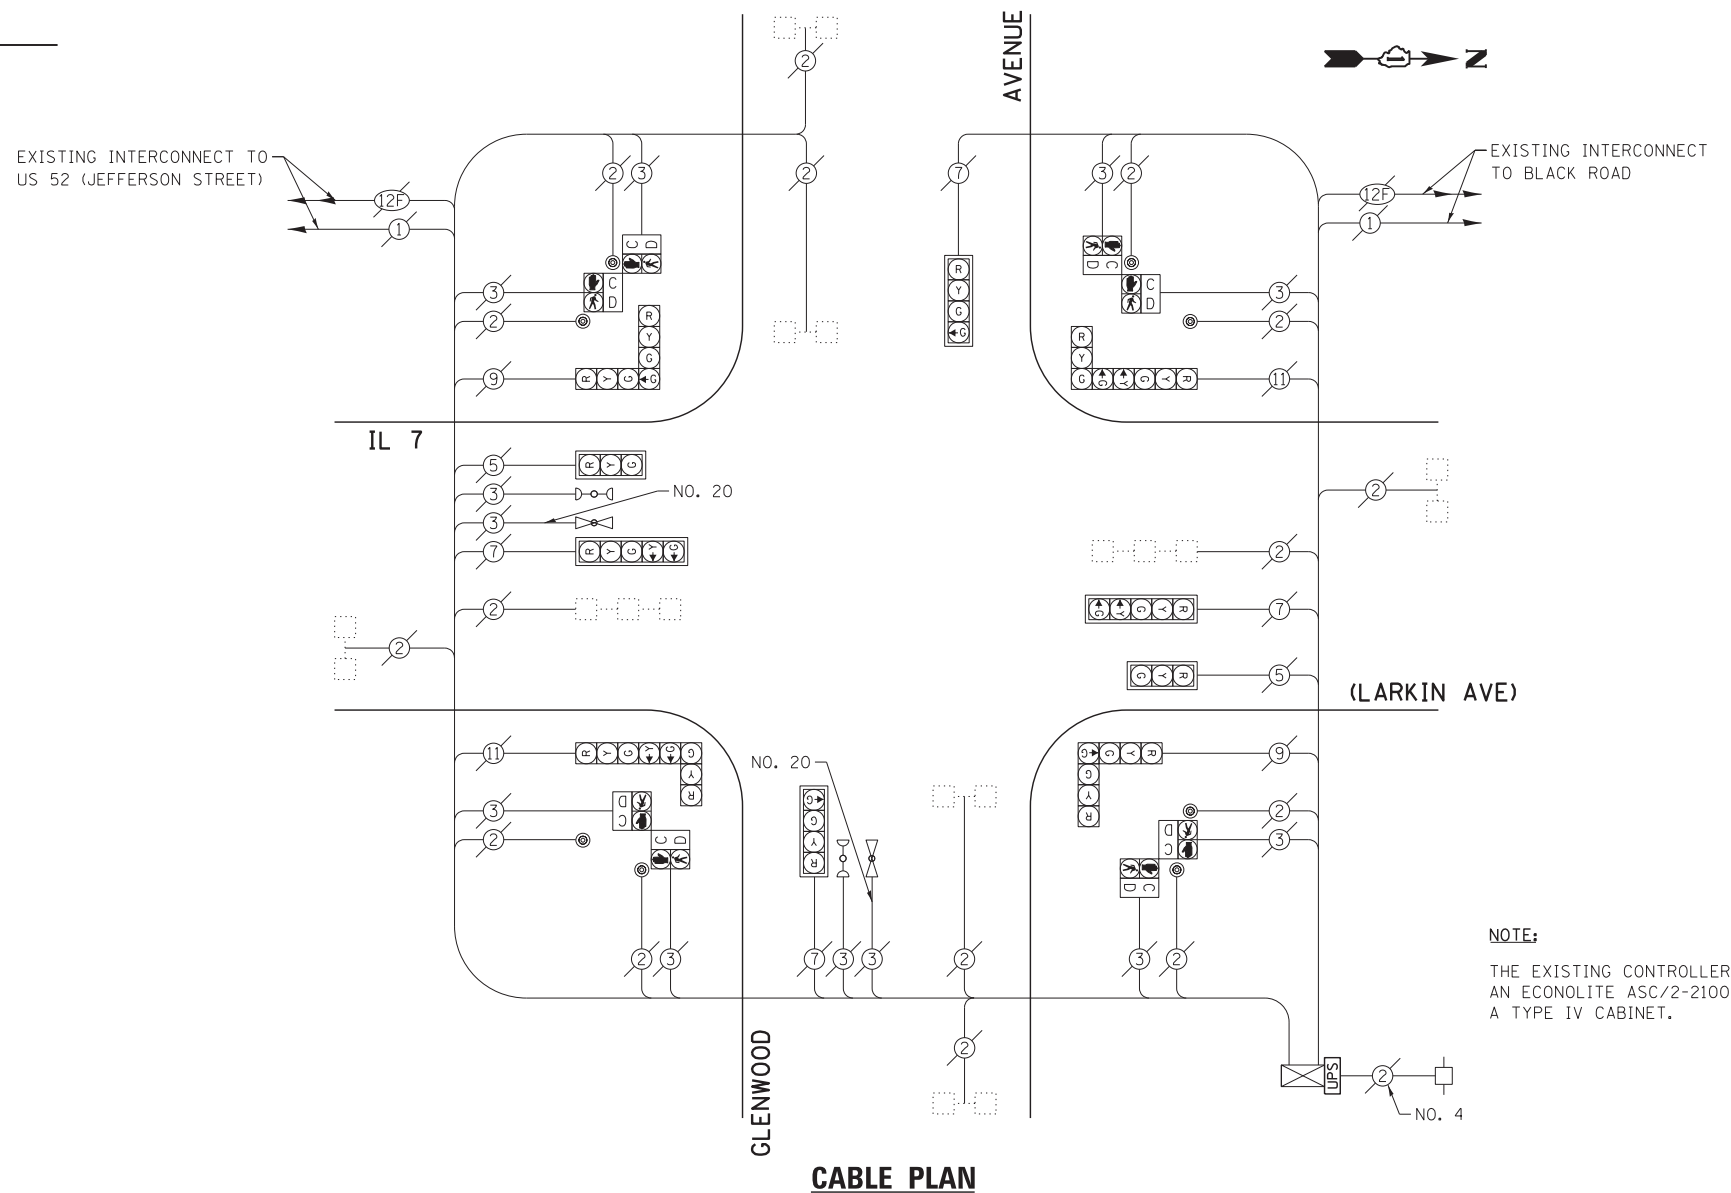 AVENUE
N
EXISTING INTERCONNECT TO
US 52 (JEFFERSON STREET)
EXISTING INTERCONNECT
TO BLACK ROAD
2
2 3 2 7 3 2
12F
1
12F
1
C D
D C
3 C D
C D 3
2
2
R Y G G
R Y G
R Y G
9 R Y G G
G G Y G Y R 11
IL 7
5 R Y G
3
NO. 20
3
7 R Y G Y G
2
2
2
2
G Y G Y R 7
G Y R 5
(LARKIN AVE)
11 R Y G Y G G
Y
R
NO. 20
G G Y R
G G Y R 9
G
Y
R
3 D C
C D
2
2
D C 3
D C
2 3 7 3 3 2 3 2
NOTE:
THE EXISTING CONTROLLER
AN ECONOLITE ASC/2-2100
A TYPE IV CABINET.
GLENWOOD
2
UPS
2
NO. 4
CABLE PLAN